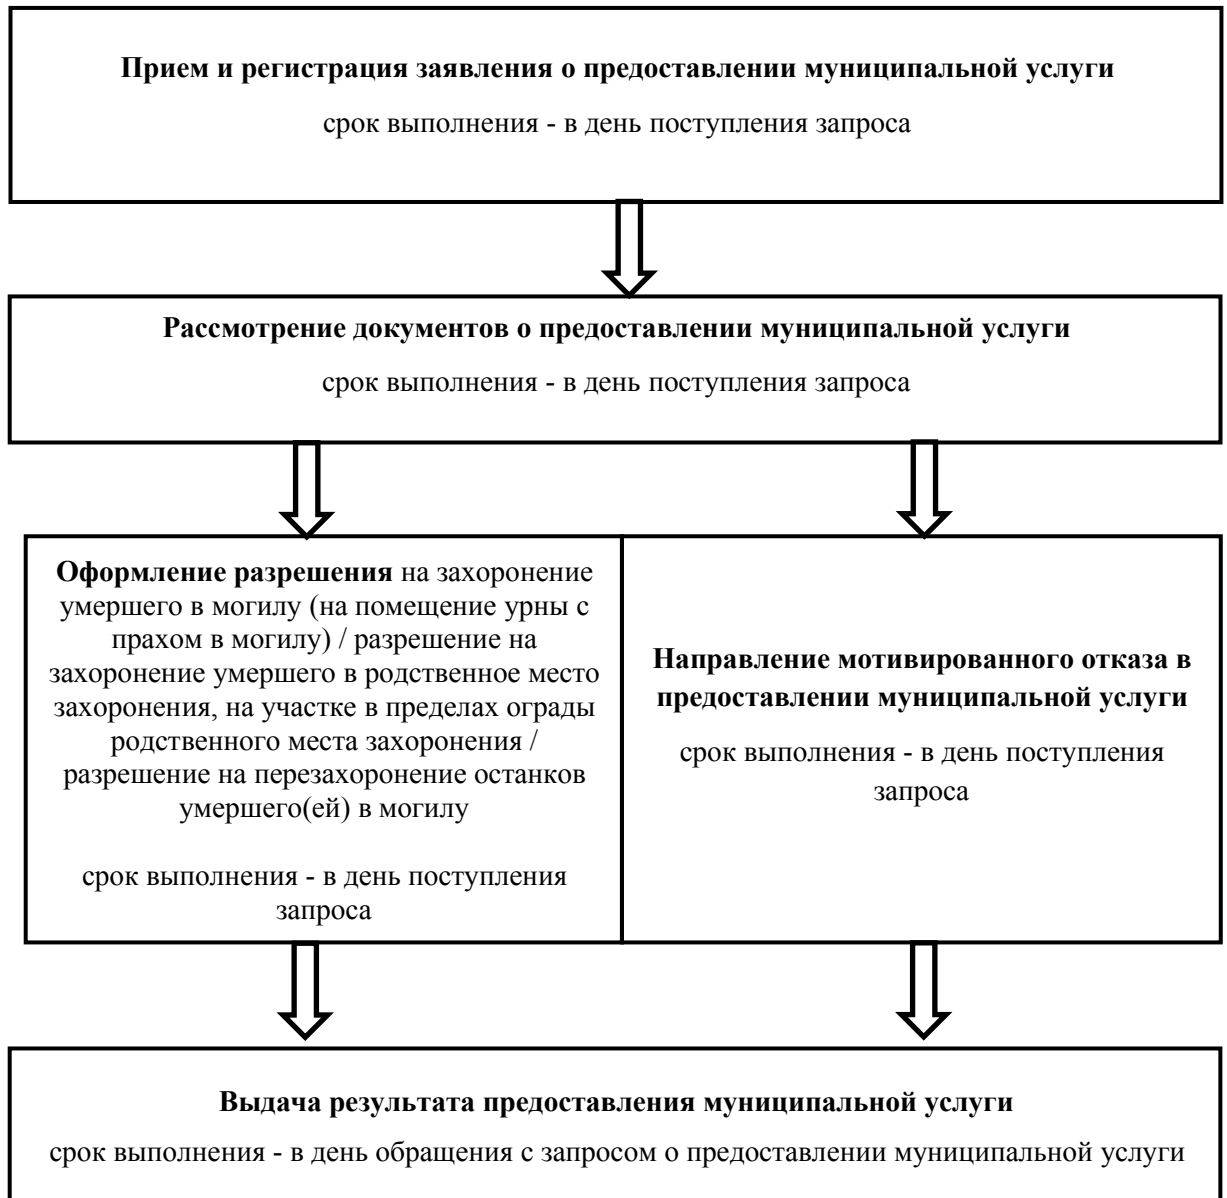 Прием и регистрация заявления о предоставлении муниципальной услуги
срок выполнения - в день поступления запроса
Рассмотрение документов о предоставлении муниципальной услуги
срок выполнения - в день поступления запроса
Оформление разрешения на захоронение
умершего в могилу (на помещение урны с
прахом в могилу) / разрешение на
захоронение умершего в родственное место
захоронения, на участке в пределах ограды
родственного места захоронения /
разрешение на перезахоронение останков
умершего(ей) в могилу
срок выполнения - в день поступления
запроса
Направление мотивированного отказа в
предоставлении муниципальной услуги
срок выполнения - в день поступления
запроса
Выдача результата предоставления муниципальной услуги
срок выполнения - в день обращения с запросом о предоставлении муниципальной услуги